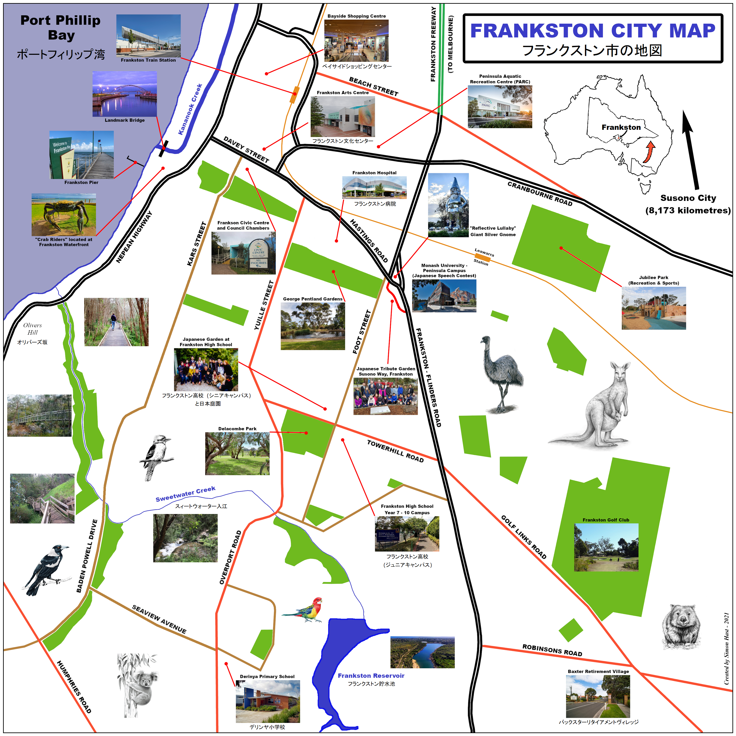 Port Phillip
Bay
ポートフィリップ湾
FRANKSTON CITY MAP
フランクストン市の地図
Frankston Train Station
Bayside Shopping Centre
ベイサイドショッピングセンター
FRANKSTON FREEWAY
(TO MELBOURNE)
BEACH STREET
Peninsula Aquatic
Recreation Centre (PARC)
Frankston
Susono City
(8,173 kilometres)
Landmark Bridge
Kananook Creek
Frankston Arts Centre
フランクストン文化センター
DAVEY STREET
Frankston Pier
Frankston Hospital
フランクストン病院
CRANBOURNE ROAD
"Crab Riders" located at
Frankston Waterfront
NEPEAN HIGHWAY
KARS STREET
Frankson Civic Centre
and Council Chambers
HASTINGS ROAD
"Reflective Lullaby"
Giant Silver Gnome
Leawarra
Station
Monash University -
Peninsula Campus
(Japanese Speech Contest)
Jubilee Park
(Recreation & Sports)
YUILLE STREET
George Pentland Gardens
FOOT STREET
Olivers
Hill
オリバーズ坂
Japanese Garden at
Frankston High School
フランクストン高校（シニアキャンパス）
と日本庭園
Japanese Tribute Garden
Susono Way, Frankston
FRANKSTON - FLINDERS ROAD
Delacombe Park
TOWERHILL ROAD
Sweetwater Creek
スィートウォーター入江
Frankston High School
Year 7 - 10 Campus
フランクストン高校
（ジュニアキャンパス）
GOLF LINKS ROAD
Frankston Golf Club
BADEN POWELL DRIVE
OVERPORT ROAD
SEAVIEW AVENUE
HUMPHRIES ROAD
Frankston Reservoir
フランクストン貯水池
ROBINSONS ROAD
Derinya Primary School
デリンヤ小学校
Baxter Retirement Village
バックスターリタイアメントヴィレッジ
Created by Simon Hast - 2021